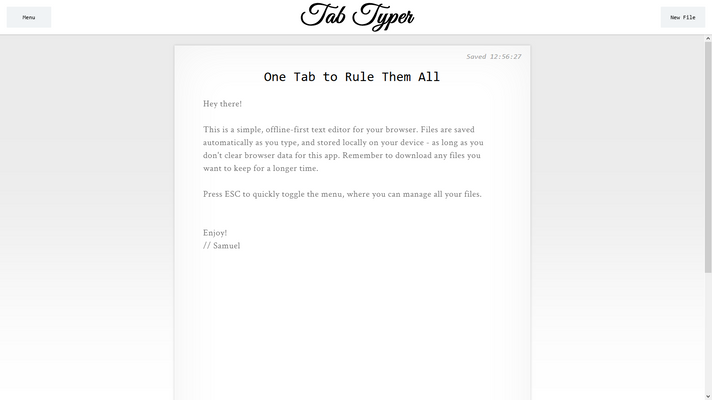 Menu
Tab Typer
New File
Saved 12:56:27
One Tab to Rule Them All
Hey there!
This is a simple, offline-first text editor for your browser. Files are saved
automatically as you type, and stored locally on your device - as long as you
don't clear browser data for this app. Remember to download any files you
want to keep for a longer time.
Press ESC to quickly toggle the menu, where you can manage all your files.
Enjoy!
// Samuel